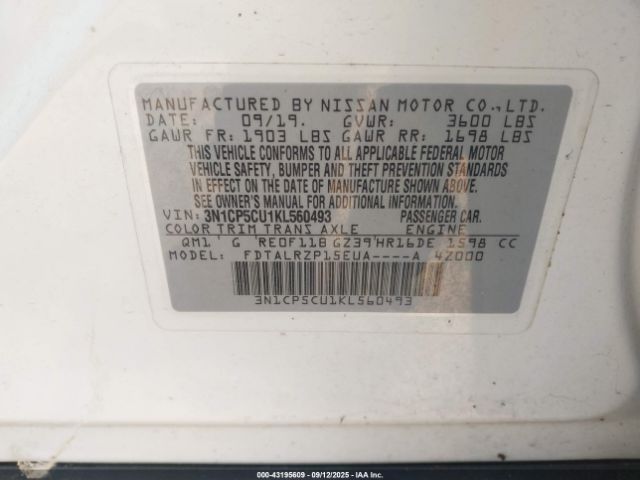 MANUFACTURED BY NISSAN MOTOR CO., LTD.
DATE: 09/19. GVWR: 3600 LBS
GAWR FR: 1903 LBS GAWR RR: 1698 LBS
THIS VEHICLE CONFORMS TO ALL APPLICABLE FEDERAL MOTOR
VEHICLE SAFETY, BUMPER AND THEFT PREVENTION STANDARDS
IN EFFECT ON THE DATE OF MANUFACTURE SHOWN ABOVE.
SEE OWNER'S MANUAL FOR ADDITIONAL INFORMATION.
VIN: 3N1CP5CU1KL560493 PASSENGER CAR.
COLOR TRIM TRANS AXLE ENGINE
QM1' G 'RE0F11B GZ39'HR16DE 1598 CC
MODEL: FDTALRZP15EUA----A 4Z000
3N1CP5CU1KL560493
000-43195609 - 09/12/2025 - © IAA Inc.